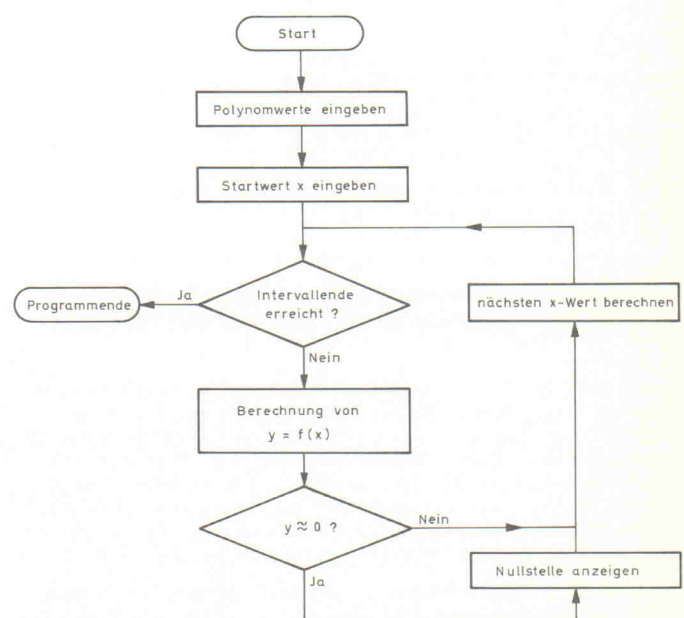 Start
Polynomwerte eingeben
Startwert x eingeben
Intervallende
erreicht ?
Ja
Programmende
nächsten x-Wert berechnen
Nein
Berechnung von
y = f(x)
y ≈ 0 ?
Nein
Ja
Nullstelle anzeigen